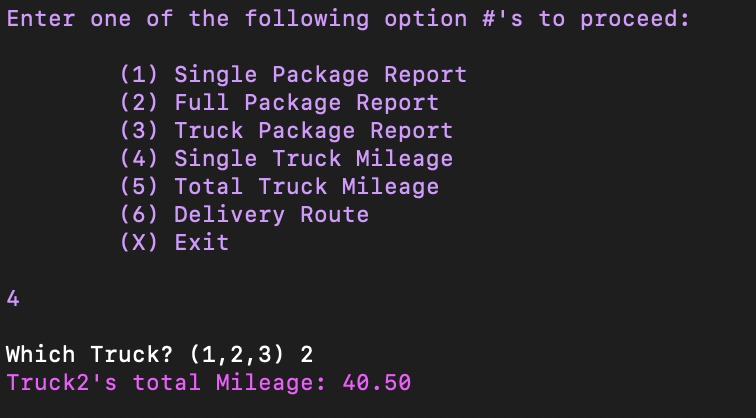 Enter one of the following option #'s to proceed:
(1) Single Package Report
(2) Full Package Report
(3) Truck Package Report
(4) Single Truck Mileage
(5) Total Truck Mileage
(6) Delivery Route
(X) Exit
4
Which Truck? (1,2,3) 2
Truck2's total Mileage: 40.50